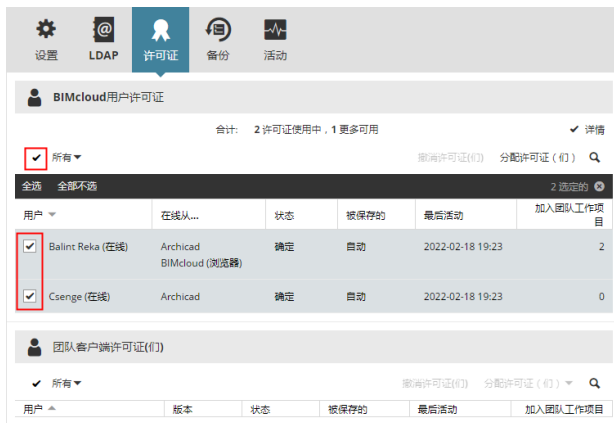 设置 LDAP 许可证 备份 活动
BIMcloud用户许可证
合计: 2 许可证使用中，1 更多可用 详情
所有 撤消许可证(们) 分配许可证（们）
全选 全部不选 2 选定的
用户 在线从... 状态 被保存的 最后活动 加入团队工作项
目
Balint Reka (在线) Archicad 确定 自动 2022-02-18 19:23 2
BIMcloud (浏览器)
Csenge (在线) Archicad 确定 自动 2022-02-18 19:23 0
团队客户端许可证(们)
所有 撤消许可证(们) 分配许可证（们）
用户 版本 状态 被保存的 最后活动 加入团队工作项目